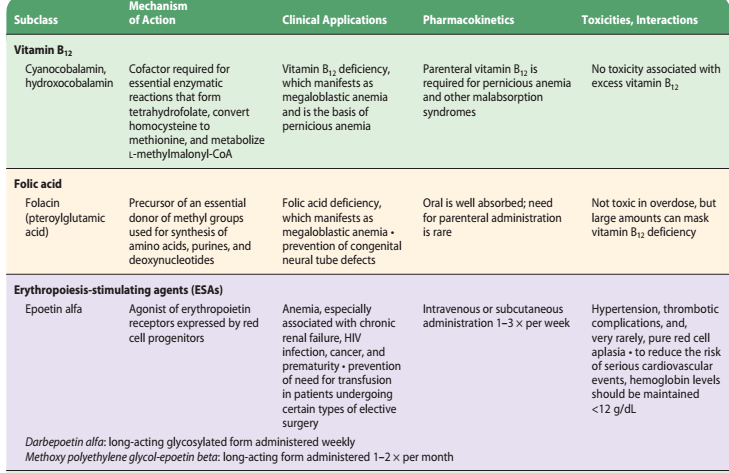 Subclass
Mechanism
of Action
Clinical Applications
Pharmacokinetics
Toxicities, Interactions
Vitamin B12
Cyanocobalamin,
hydroxocobalamin
Cofactor required for
essential enzymatic
reactions that form
tetrahydrofolate, convert
homocysteine to
methionine, and metabolize
L-methylmalonyl-CoA
Vitamin B12 deficiency,
which manifests as
megaloblastic anemia
and is the basis of
pernicious anemia
Parenteral vitamin B12 is
required for pernicious anemia
and other malabsorption
syndromes
No toxicity associated with
excess vitamin B12
Folic acid
Folacin
(pteroylglutamic
acid)
Precursor of an essential
donor of methyl groups
used for synthesis of
amino acids, purines, and
deoxynucleotides
Folic acid deficiency,
which manifests as
megaloblastic anemia •
prevention of congenital
neural tube defects
Oral is well absorbed; need
for parenteral administration
is rare
Not toxic in overdose, but
large amounts can mask
vitamin B12 deficiency
Erythropoiesis-stimulating agents (ESAs)
Epoetin alfa
Agonist of erythropoietin
receptors expressed by red
cell progenitors
Anemia, especially
associated with chronic
renal failure, HIV
infection, cancer, and
prematurity • prevention
of need for transfusion
in patients undergoing
certain types of elective
surgery
Intravenous or subcutaneous
administration 1–3 × per week
Hypertension, thrombotic
complications, and,
very rarely, pure red cell
aplasia • to reduce the risk
of serious cardiovascular
events, hemoglobin levels
should be maintained
<12 g/dL
Darbepoetin alfa: long-acting glycosylated form administered weekly
Methoxy polyethylene glycol-epoetin beta: long-acting form administered 1–2 × per month